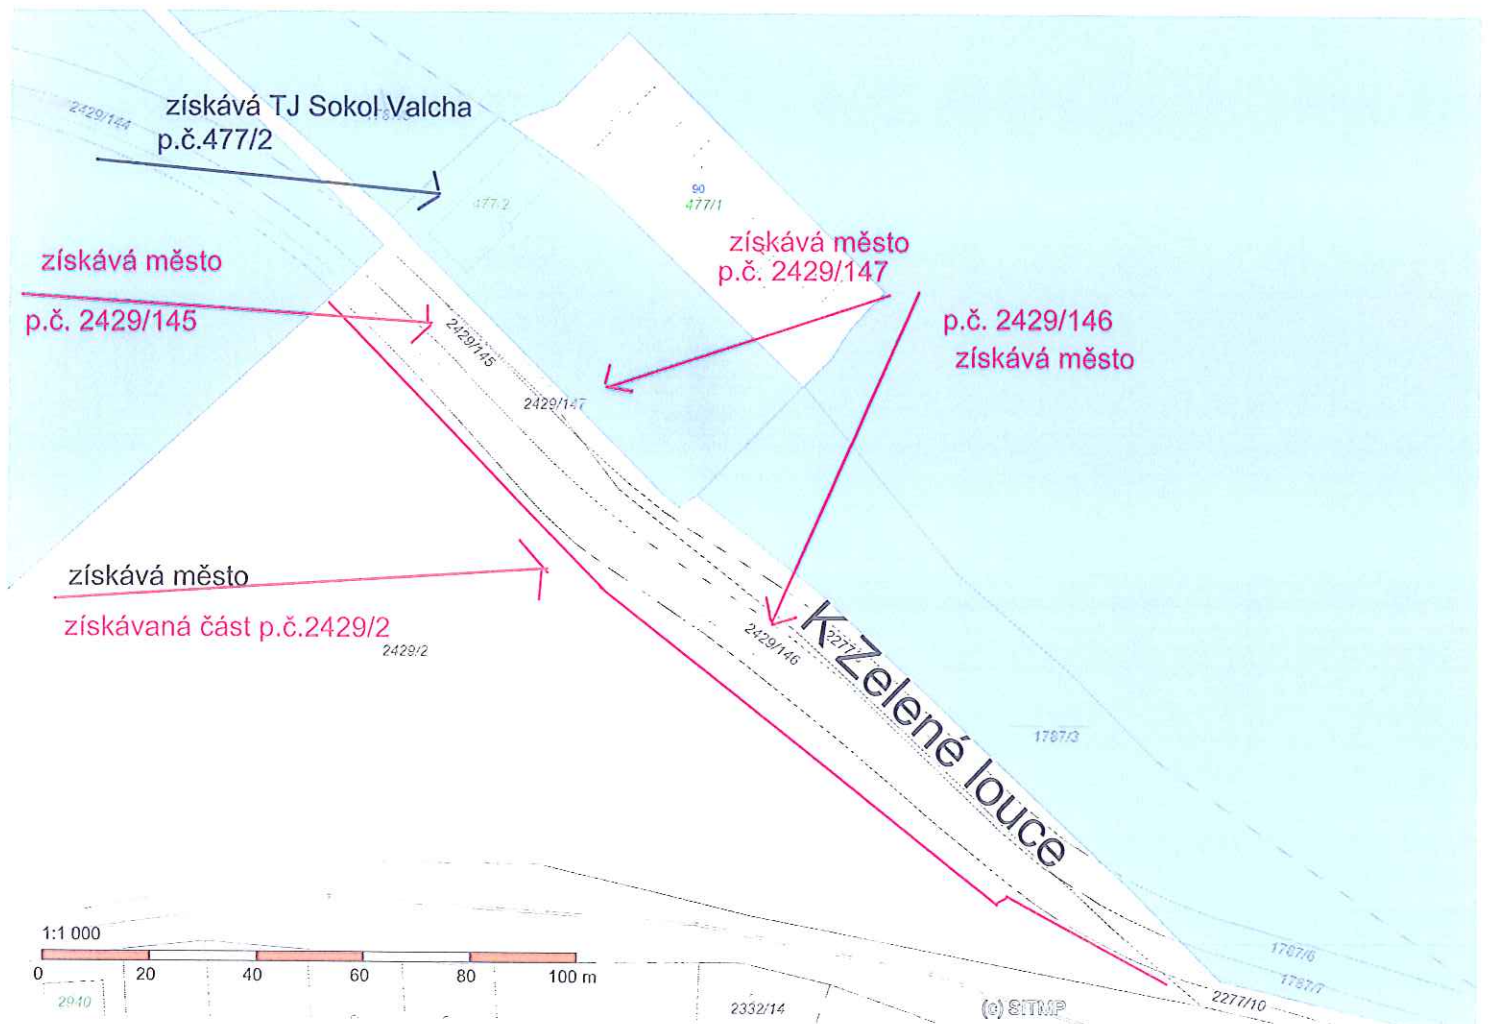 získává TJ Sokol Valcha
p.č.477/2
2429/144
477/2
90
477/1
získává město
p.č. 2429/147
získává město
p.č. 2429/145
p.č. 2429/146
získává město
2429/145
2429/147
získává město
získávaná část p.č.2429/2
2429/2
2429/146
K Zelené louce
1787/3
1:1 000
0 20 40 60 80 100 m
1787/6
1787/7
2277/10
2940
2332/14
(c) SITMP